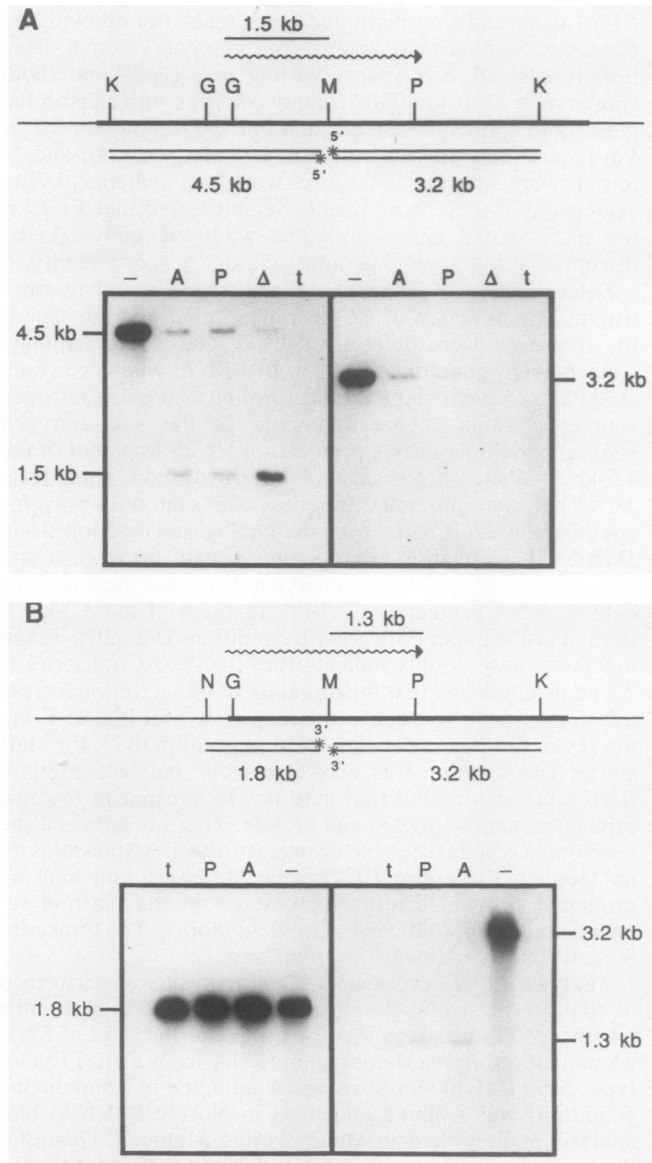 A
1.5 kb
K G G M P K
5'
5'
4.5 kb 3.2 kb
A P Δ t A P Δ t
4.5 kb
3.2 kb
1.5 kb
B
1.3 kb
N G M P K
3'
3'
1.8 kb 3.2 kb
t P A t P A
3.2 kb
1.8 kb
1.3 kb